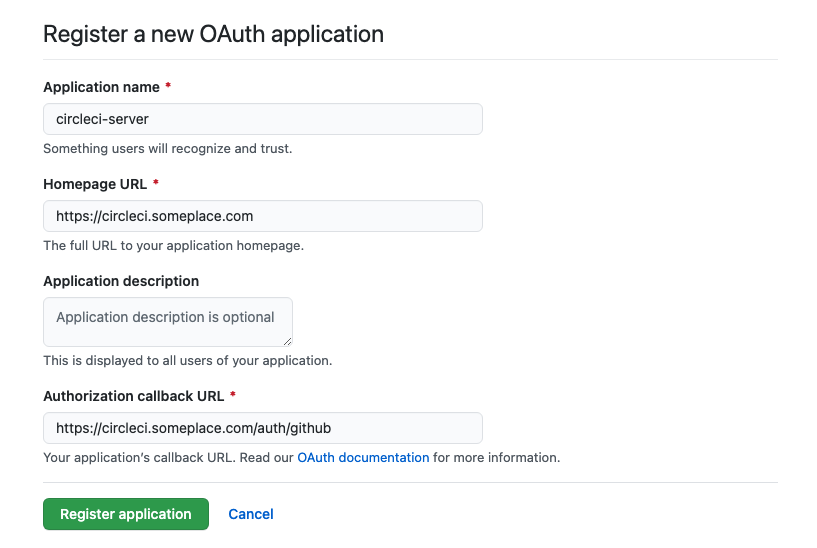 Register a new OAuth application
Application name *
circleci-server
Something users will recognize and trust.
Homepage URL *
https://circleci.someplace.com
The full URL to your application homepage.
Application description
Application description is optional
This is displayed to all users of your application.
Authorization callback URL *
https://circleci.someplace.com/auth/github
Your application’s callback URL. Read our OAuth documentation for more information.
Register application Cancel